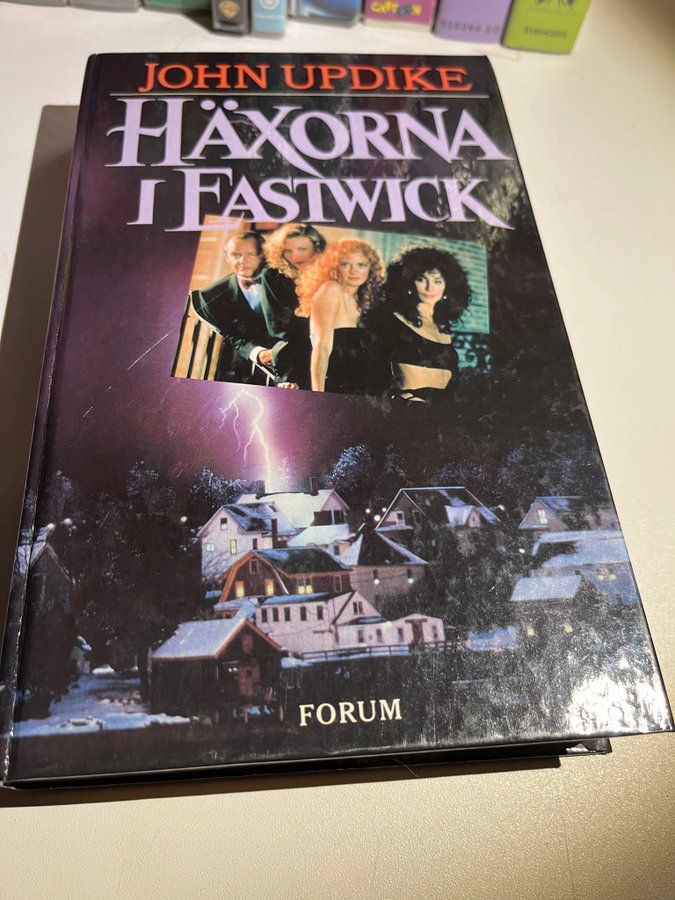 JOHN UPDIKE
HÄXORNA
I EASTWICK
FORUM